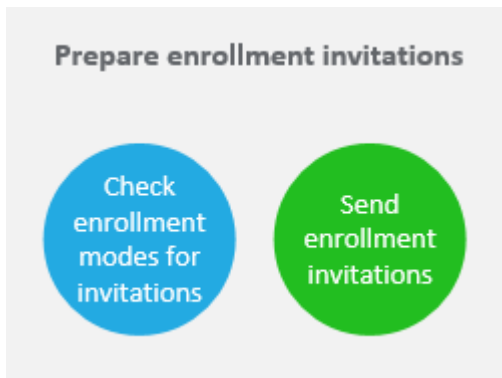 Prepare enrollment invitations
Check
enrollment
modes for
invitations
Send
enrollment
invitations